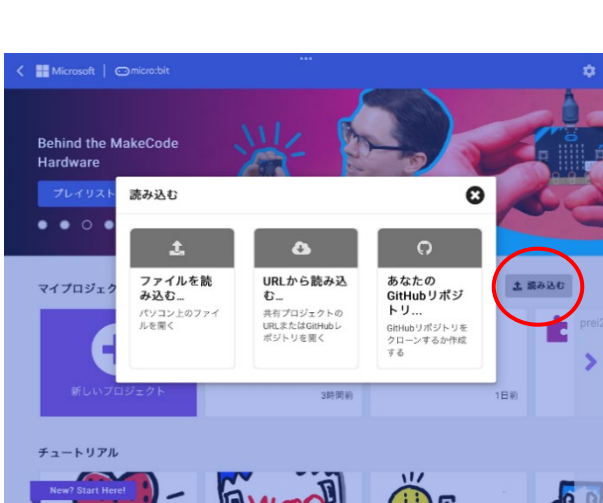 Microsoft | micro:bit
Behind the MakeCode
Hardware
プレイリスト
読み込む
ファイルを読
み込む...
パソコン上のファイ
ルを開く
URLから読み込
む...
共有プロジェクトの
URLまたはGitHubレ
ポジトリを開く
あなたの
GitHubリポジ
トリ...
GitHubリポジトリを
クローンするか作成
する
マイプロジェク
読み込む
新しいプロジェクト
3時間前
1日前
prei2
チュートリアル
New? Start Here!